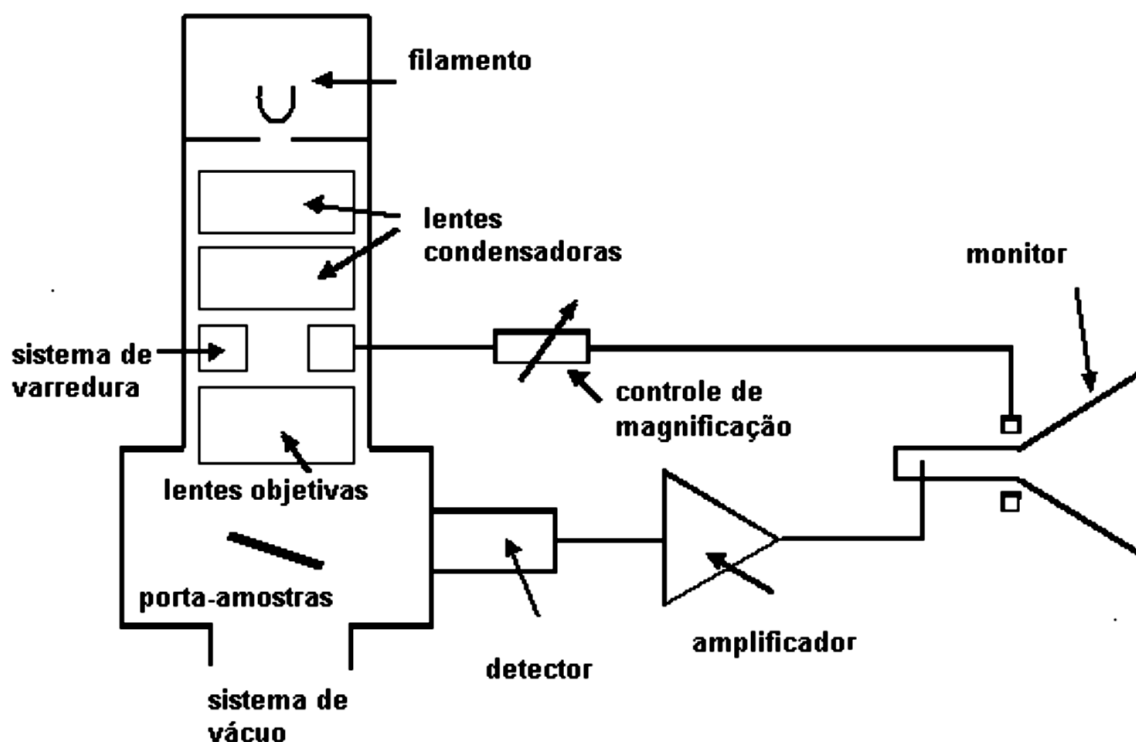 filamento
lentes
condensadoras
monitor
sistema de
varredura
controle de
magnificação
lentes objetivas
porta-amostras
amplificador
detector
sistema de
vácuo